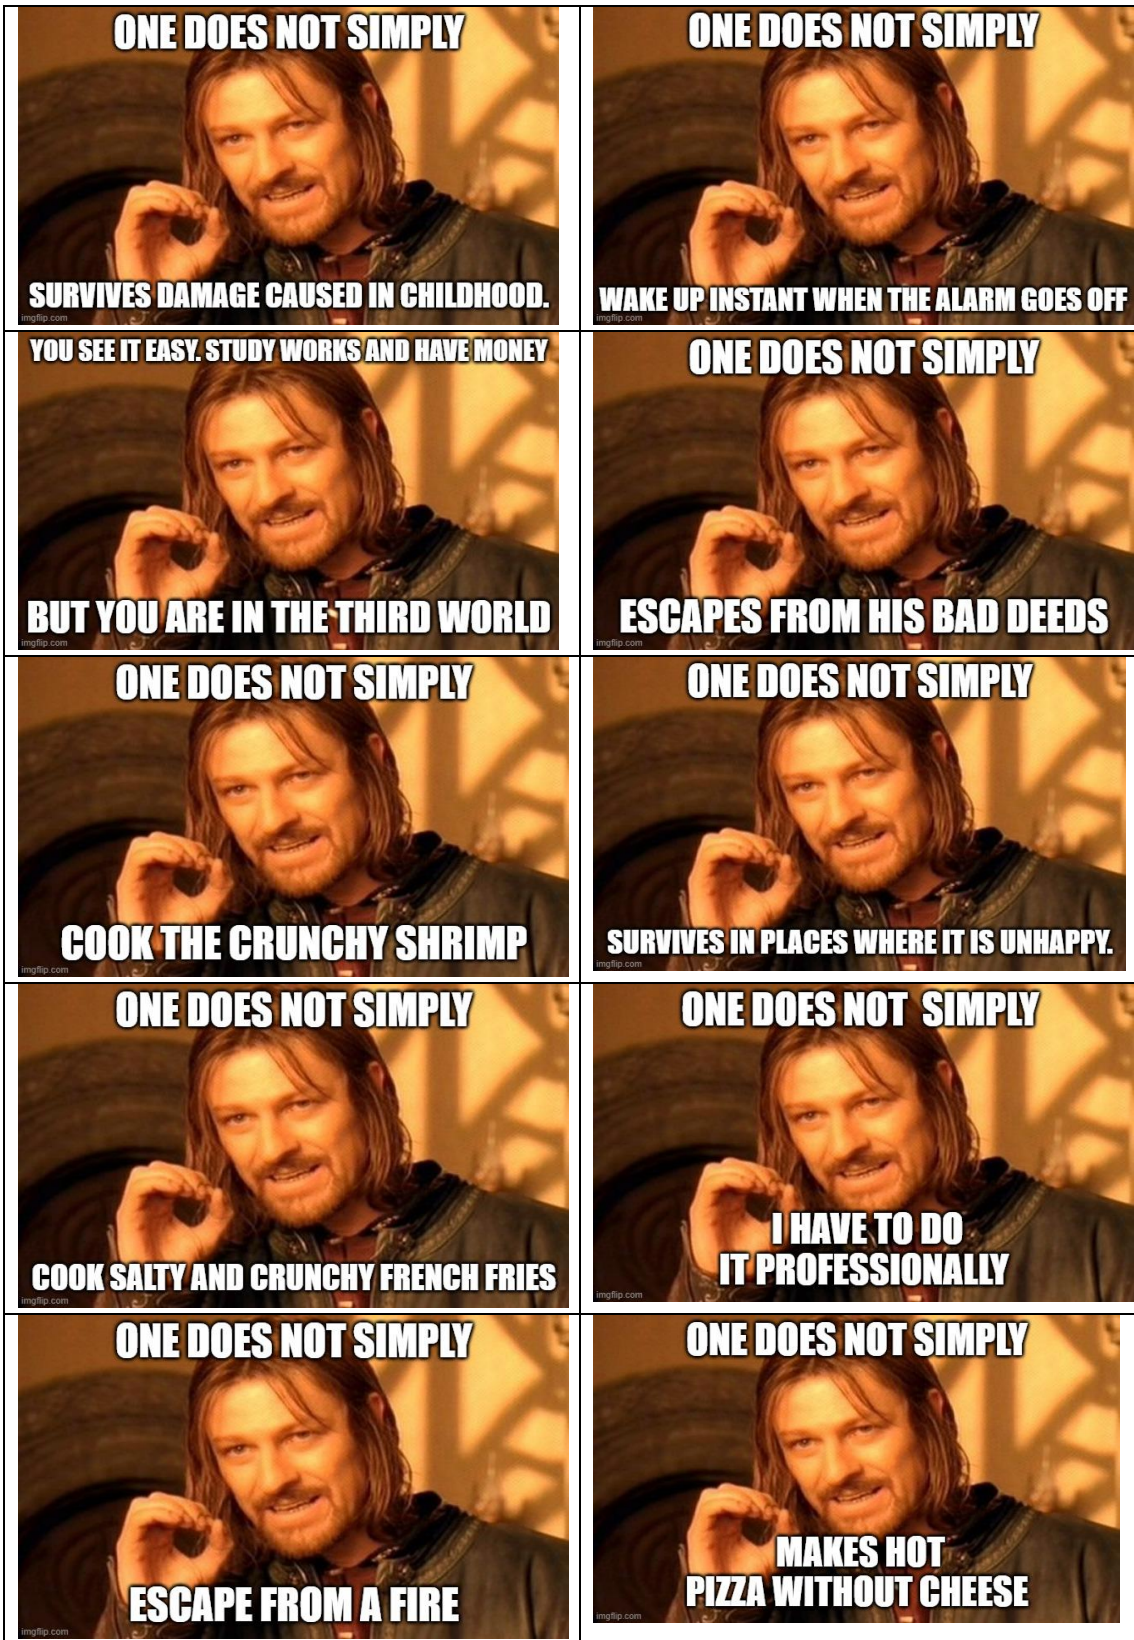 ONE DOES NOT SIMPLY
SURVIVES DAMAGE CAUSED IN CHILDHOOD.
imgflip.com
ONE DOES NOT SIMPLY
WAKE UP INSTANT WHEN THE ALARM GOES OFF
imgflip.com
YOU SEE IT EASY. STUDY WORKS AND HAVE MONEY
BUT YOU ARE IN THE THIRD WORLD
imgflip.com
ONE DOES NOT SIMPLY
ESCAPES FROM HIS BAD DEEDS
imgflip.com
ONE DOES NOT SIMPLY
COOK THE CRUNCHY SHRIMP
imgflip.com
ONE DOES NOT SIMPLY
SURVIVES IN PLACES WHERE IT IS UNHAPPY.
imgflip.com
ONE DOES NOT SIMPLY
COOK SALTY AND CRUNCHY FRENCH FRIES
imgflip.com
ONE DOES NOT SIMPLY
I HAVE TO DO
IT PROFESSIONALLY
imgflip.com
ONE DOES NOT SIMPLY
ESCAPE FROM A FIRE
imgflip.com
ONE DOES NOT SIMPLY
MAKES HOT
PIZZA WITHOUT CHEESE
imgflip.com